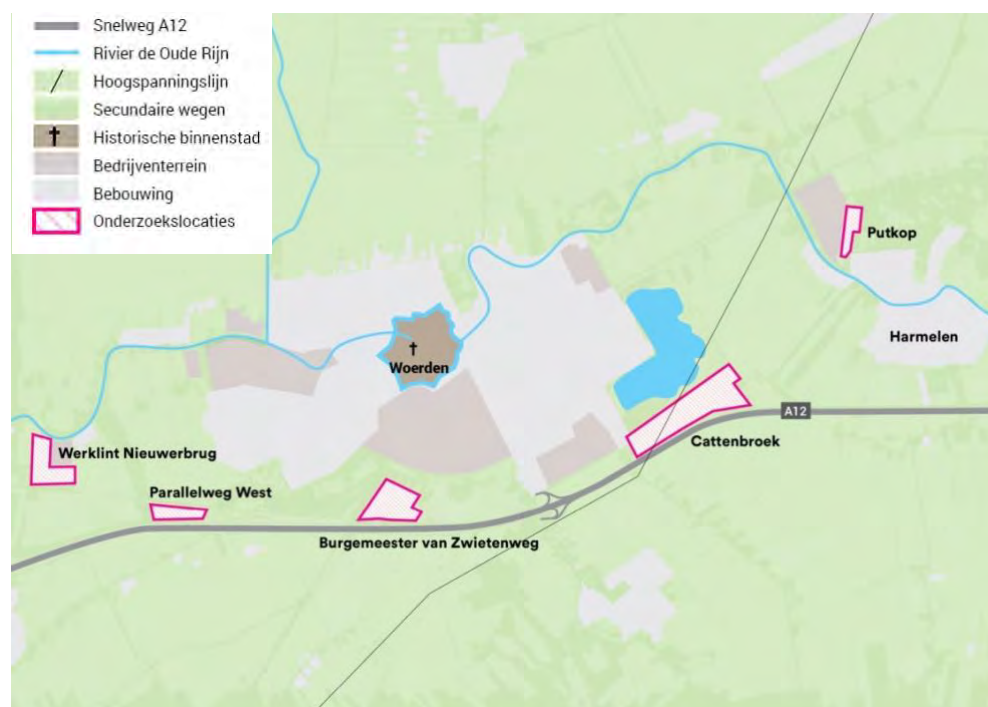 Snelweg A12
Rivier de Oude Rijn
Hoogspanningslijn
Secundaire wegen
Historische binnenstad
Bedrijventerrein
Bebouwing
Onderzoekslocaties
Putkop
Harmelen
Woerden
A12
Cattenbroek
Werklint Nieuwerbrug
Parallelweg West
Burgemeester van Zwietenweg